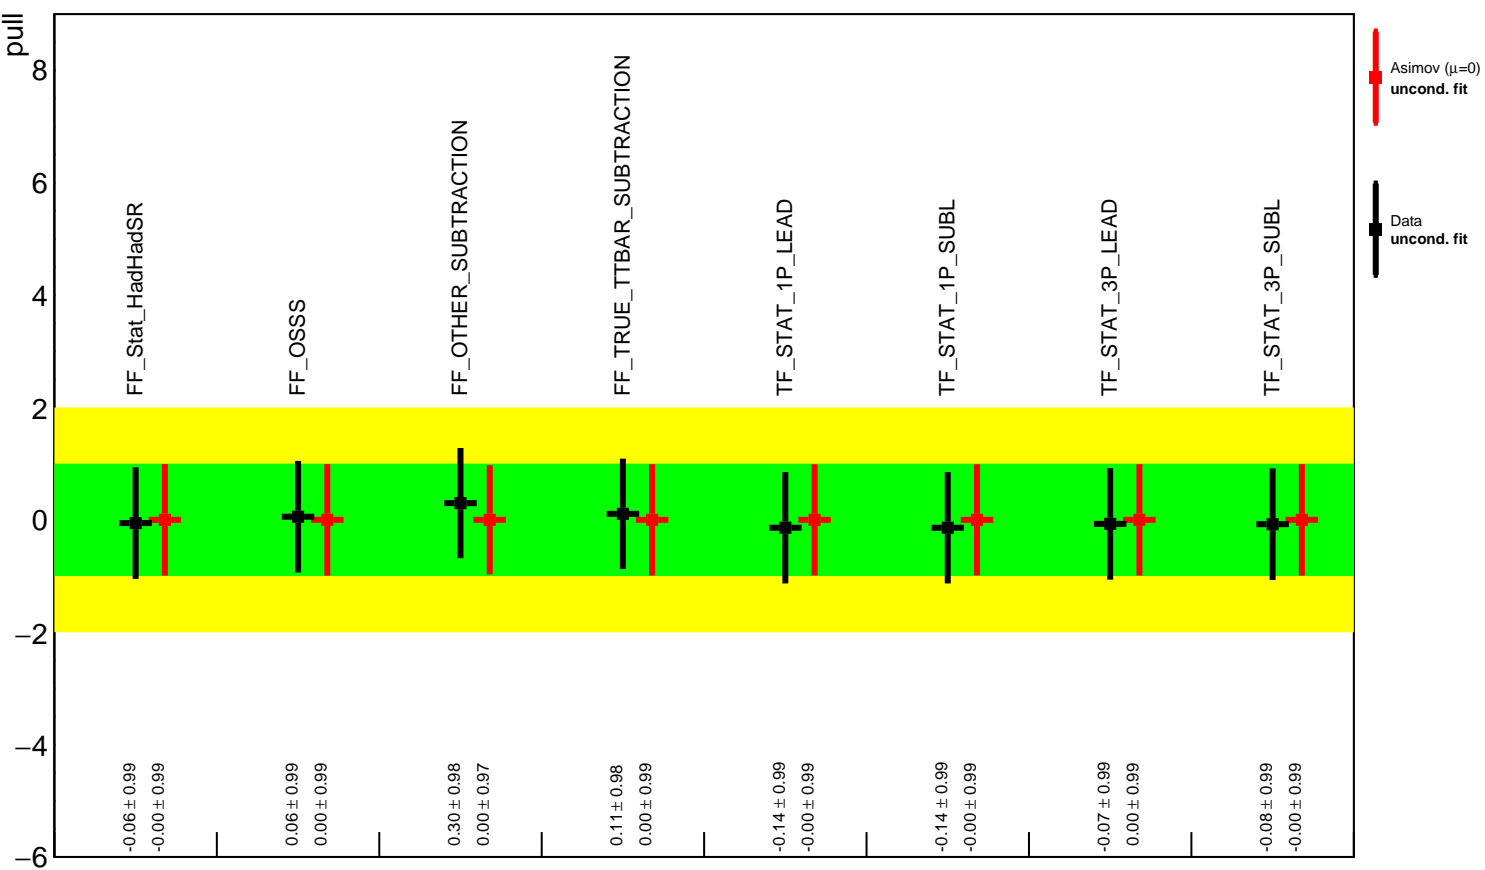 pull
8
6
4
2
0
−2
−4
−6
FF_Stat_HadHadSR
FF_OSSS
FF_OTHER_SUBTRACTION
FF_TRUE_TTBAR_SUBTRACTION
TF_STAT_1P_LEAD
TF_STAT_1P_SUBL
TF_STAT_3P_LEAD
TF_STAT_3P_SUBL
-0.06 ± 0.99
-0.00 ± 0.99
0.06 ± 0.99
0.00 ± 0.99
0.30 ± 0.98
0.00 ± 0.97
0.11 ± 0.98
0.00 ± 0.99
-0.14 ± 0.99
-0.00 ± 0.99
-0.14 ± 0.99
-0.00 ± 0.99
-0.07 ± 0.99
0.00 ± 0.99
-0.08 ± 0.99
-0.00 ± 0.99
Asimov (μ=0)
uncond. fit
Data
uncond. fit